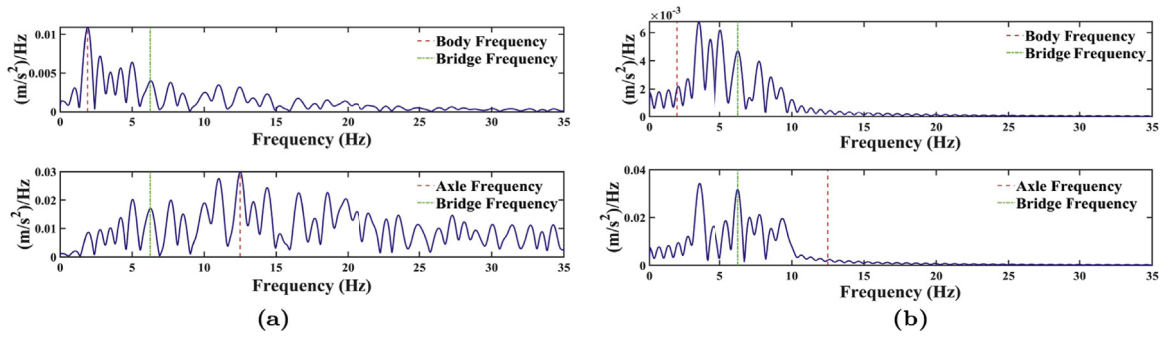 0.01
0.005
0
(m/s²)/Hz
Body Frequency
Bridge Frequency
0 5 10 15 20 25 30 35
Frequency (Hz)
0.03
0.02
0.01
0
(m/s²)/Hz
Axle Frequency
Bridge Frequency
0 5 10 15 20 25 30 35
Frequency (Hz)
(a)
×10⁻³
6
4
2
0
(m/s²)/Hz
Body Frequency
Bridge Frequency
0 5 10 15 20 25 30 35
Frequency (Hz)
0.04
0.02
0
(m/s²)/Hz
Axle Frequency
Bridge Frequency
0 5 10 15 20 25 30 35
Frequency (Hz)
(b)